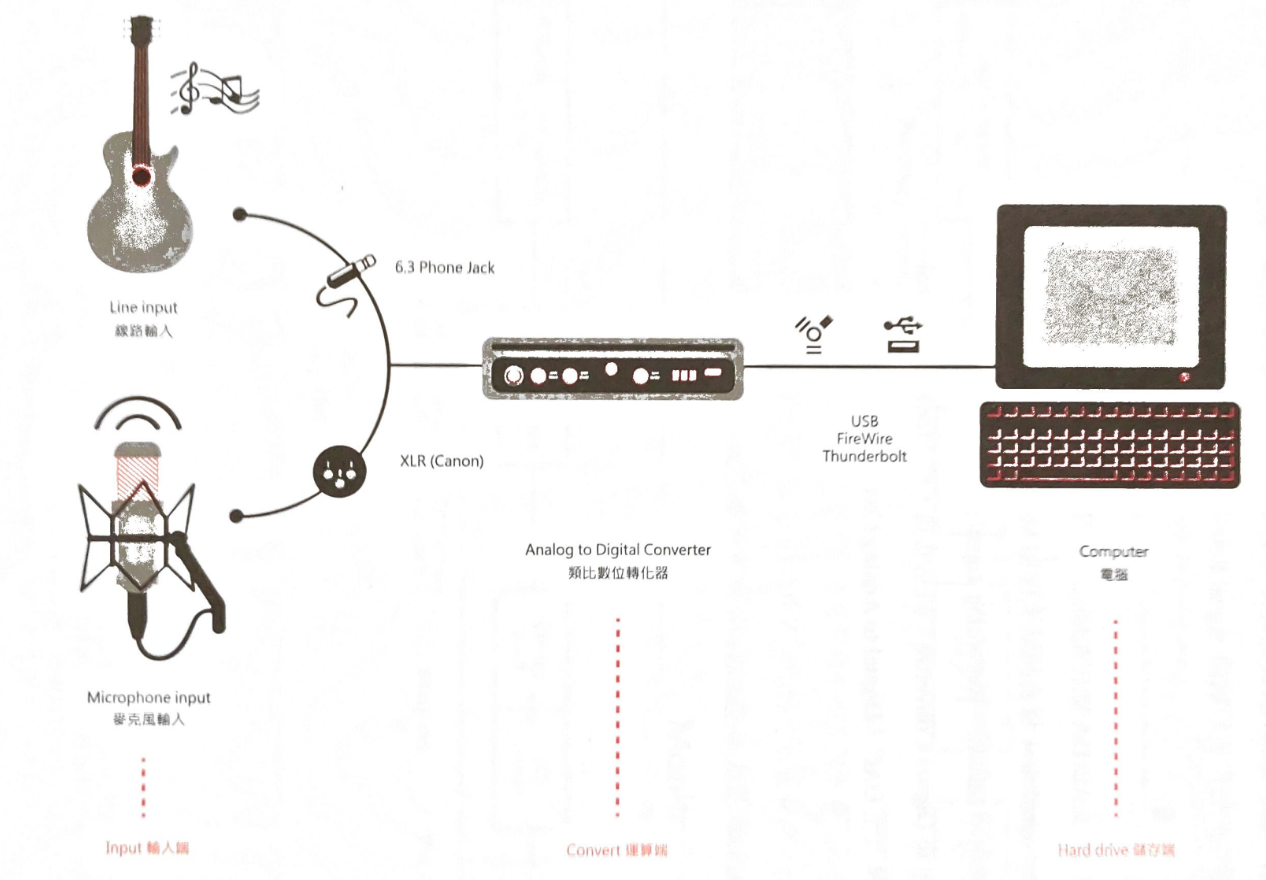 Line input
線路輸入
6.3 Phone Jack
XLR (Canon)
Microphone input
麥克風輸入
Input 輸入端
Analog to Digital Converter
類比數位轉化器
Convert 運算端
USB
FireWire
Thunderbolt
Computer
電腦
Hard drive 儲存端